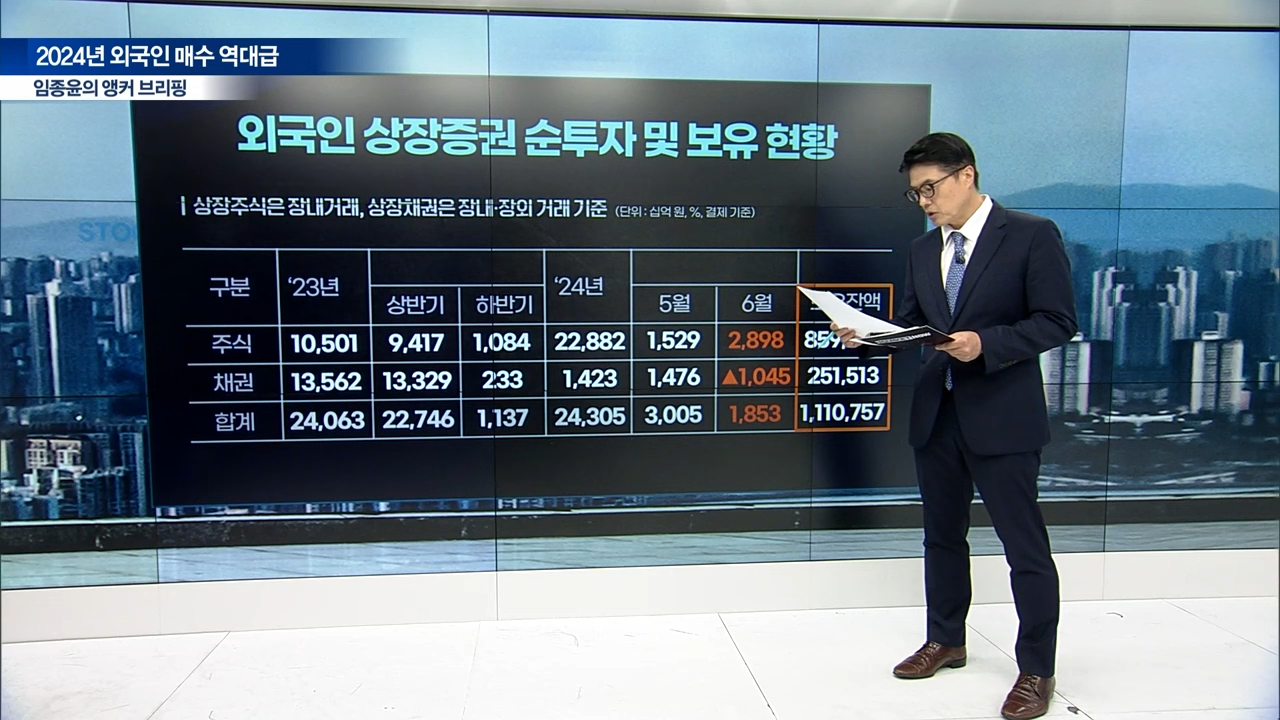 2024년 외국인 매수 역대급
임종윤의 앵커 브리핑
외국인 상장증권 순투자 및 보유 현황
상장주식은 장내거래, 상장채권은 장내·장외 거래 기준 (단위 : 십억 원, %, 결제 기준)
구분 ‘23년 상반기 하반기 ‘24년 5월 6월
주식 10,501 9,417 1,084 22,882 1,529 2,898
채권 13,562 13,329 233 1,423 1,476 ▲1,045 251,513
합계 24,063 22,746 1,137 24,305 3,005 1,853 1,110,757